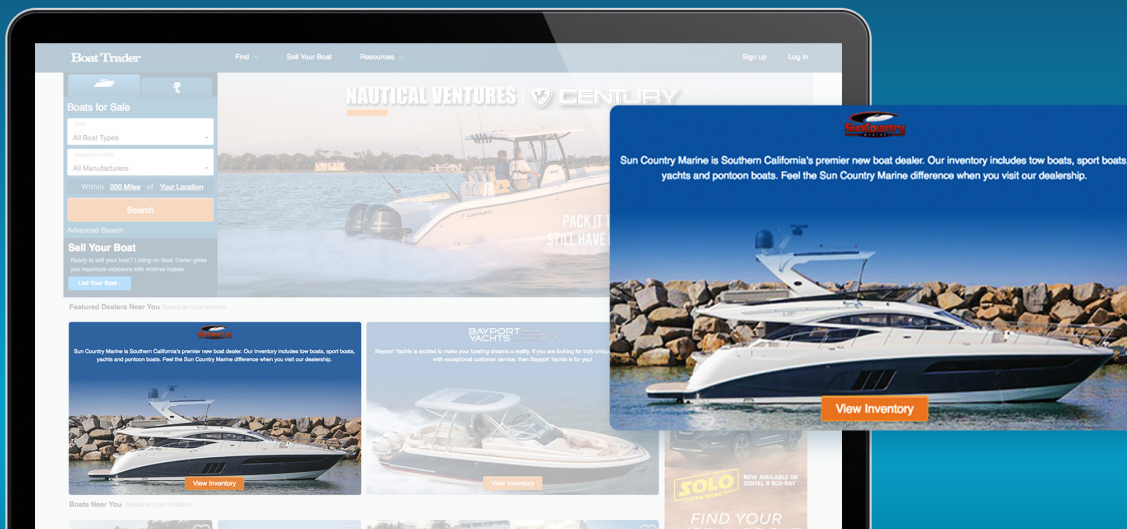 Boat Trader
Find
Sell Your Boat
Resources
Sign up
Log In
Boats for Sale
All Boat Types
All Manufacturers
Within 200 Miles of Your Location
Search
Advanced Search
Sell Your Boat
Ready to sell your boat? Listing on Boat Trader gives
you maximum exposure with minimal hassle.
List Your Boat ›
NAUTICAL VENTURES
CENTURY
PACK IT
STILL HAVE
SunCountry
MARINE
Sun Country Marine is Southern California's premier new boat dealer. Our inventory includes tow boats, sport boats,
yachts and pontoon boats. Feel the Sun Country Marine difference when you visit our dealership.
View Inventory
Featured Dealers Near You Based on your location
SunCountry
Sun Country Marine is Southern California's premier new boat dealer. Our inventory includes tow boats, sport boats,
yachts and pontoon boats. Feel the Sun Country Marine difference when you visit our dealership.
View Inventory
BAYPORT
YACHTS
Bayport Yachts is excited to make your boating dreams a reality. If you are looking for truly
with exceptional customer service, then Bayport Yachts is for you!
View Inventory
SOLO
NOW AVAILABLE ON
DIGITAL & BLU-RAY
FIND YOUR
Boats Near You Based on your location